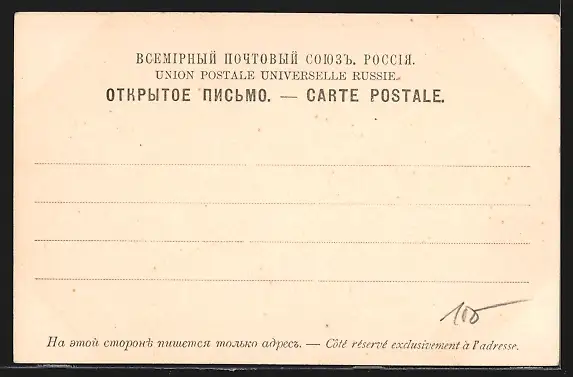 ВСЕМІРНЫЙ ПОЧТОВЫЙ СОЮЗЪ. РОССІЯ.
UNION POSTALE UNIVERSELLE RUSSIE.
ОТКРЫТОЕ ПИСЬМО. — CARTE POSTALE.
100
На этой сторонѣ пишется только адресъ. — Côté réservé exclusivement à l'adresse.